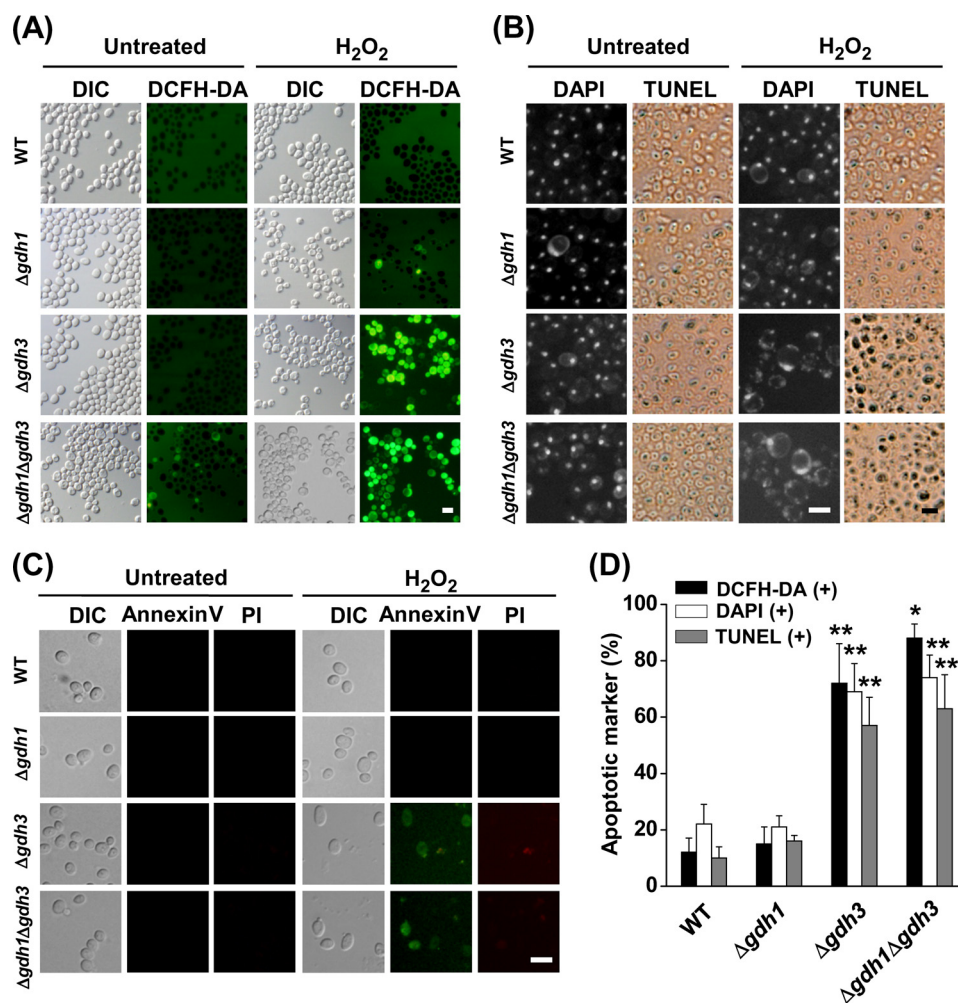 (A)
Untreated H₂O₂
DIC DCFH-DA DIC DCFH-DA
WT
Δgdh1
Δgdh3
Δgdh1Δgdh3
(B)
Untreated H₂O₂
DAPI TUNEL DAPI TUNEL
WT
Δgdh1
Δgdh3
Δgdh1Δgdh3
(C)
Untreated H₂O₂
DIC AnnexinV PI DIC AnnexinV PI
WT
Δgdh1
Δgdh3
Δgdh1Δgdh3
(D)
DCFH-DA (+)
DAPI (+)
TUNEL (+)
Apoptotic marker (%)
100
80
60
40
20
0
** ** ** * ** **
WT Δgdh1 Δgdh3 Δgdh1Δgdh3